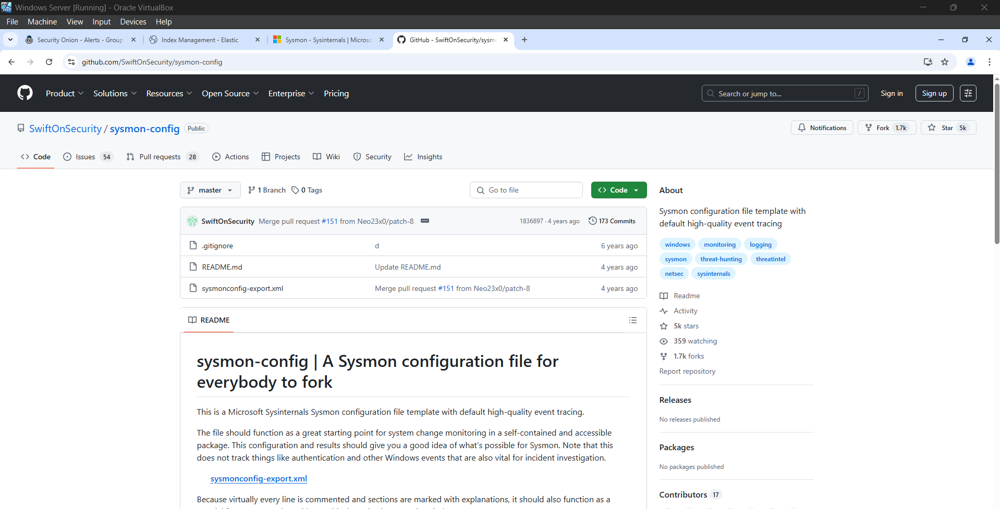 Windows Server [Running] - Oracle VirtualBox
File Machine View Input Devices Help
Security Onion - Alerts - Group
Index Management - Elastic
Sysmon - Sysinternals | Microso
GitHub - SwiftOnSecurity/sysmo
github.com/SwiftOnSecurity/sysmon-config
Product Solutions Resources Open Source Enterprise Pricing
Search or jump to... /
Sign in
Sign up
SwiftOnSecurity / sysmon-config Public
Notifications
Fork 1.7k
Star 5k
Code
Issues 54
Pull requests 28
Actions
Projects
Wiki
Security
Insights
master
1 Branch
0 Tags
Go to file
Code
SwiftOnSecurity Merge pull request #151 from Neo23x0/patch-8
1836897 · 4 years ago
173 Commits
.gitignore d 6 years ago
README.md Update README.md 4 years ago
sysmonconfig-export.xml Merge pull request #151 from Neo23x0/patch-8 4 years ago
README
sysmon-config | A Sysmon configuration file for
everybody to fork
This is a Microsoft Sysinternals Sysmon configuration file template with default high-quality event tracing.
The file should function as a great starting point for system change monitoring in a self-contained and accessible
package. This configuration and results should give you a good idea of what's possible for Sysmon. Note that this
does not track things like authentication and other Windows events that are also vital for incident investigation.
sysmonconfig-export.xml
Because virtually every line is commented and sections are marked with explanations, it should also function as a
About
Sysmon configuration file template with
default high-quality event tracing
windows monitoring logging
sysmon threat-hunting threatintel
netsec sysinternals
Readme
Activity
5k stars
359 watching
1.7k forks
Report repository
Releases
No releases published
Packages
No packages published
Contributors 17